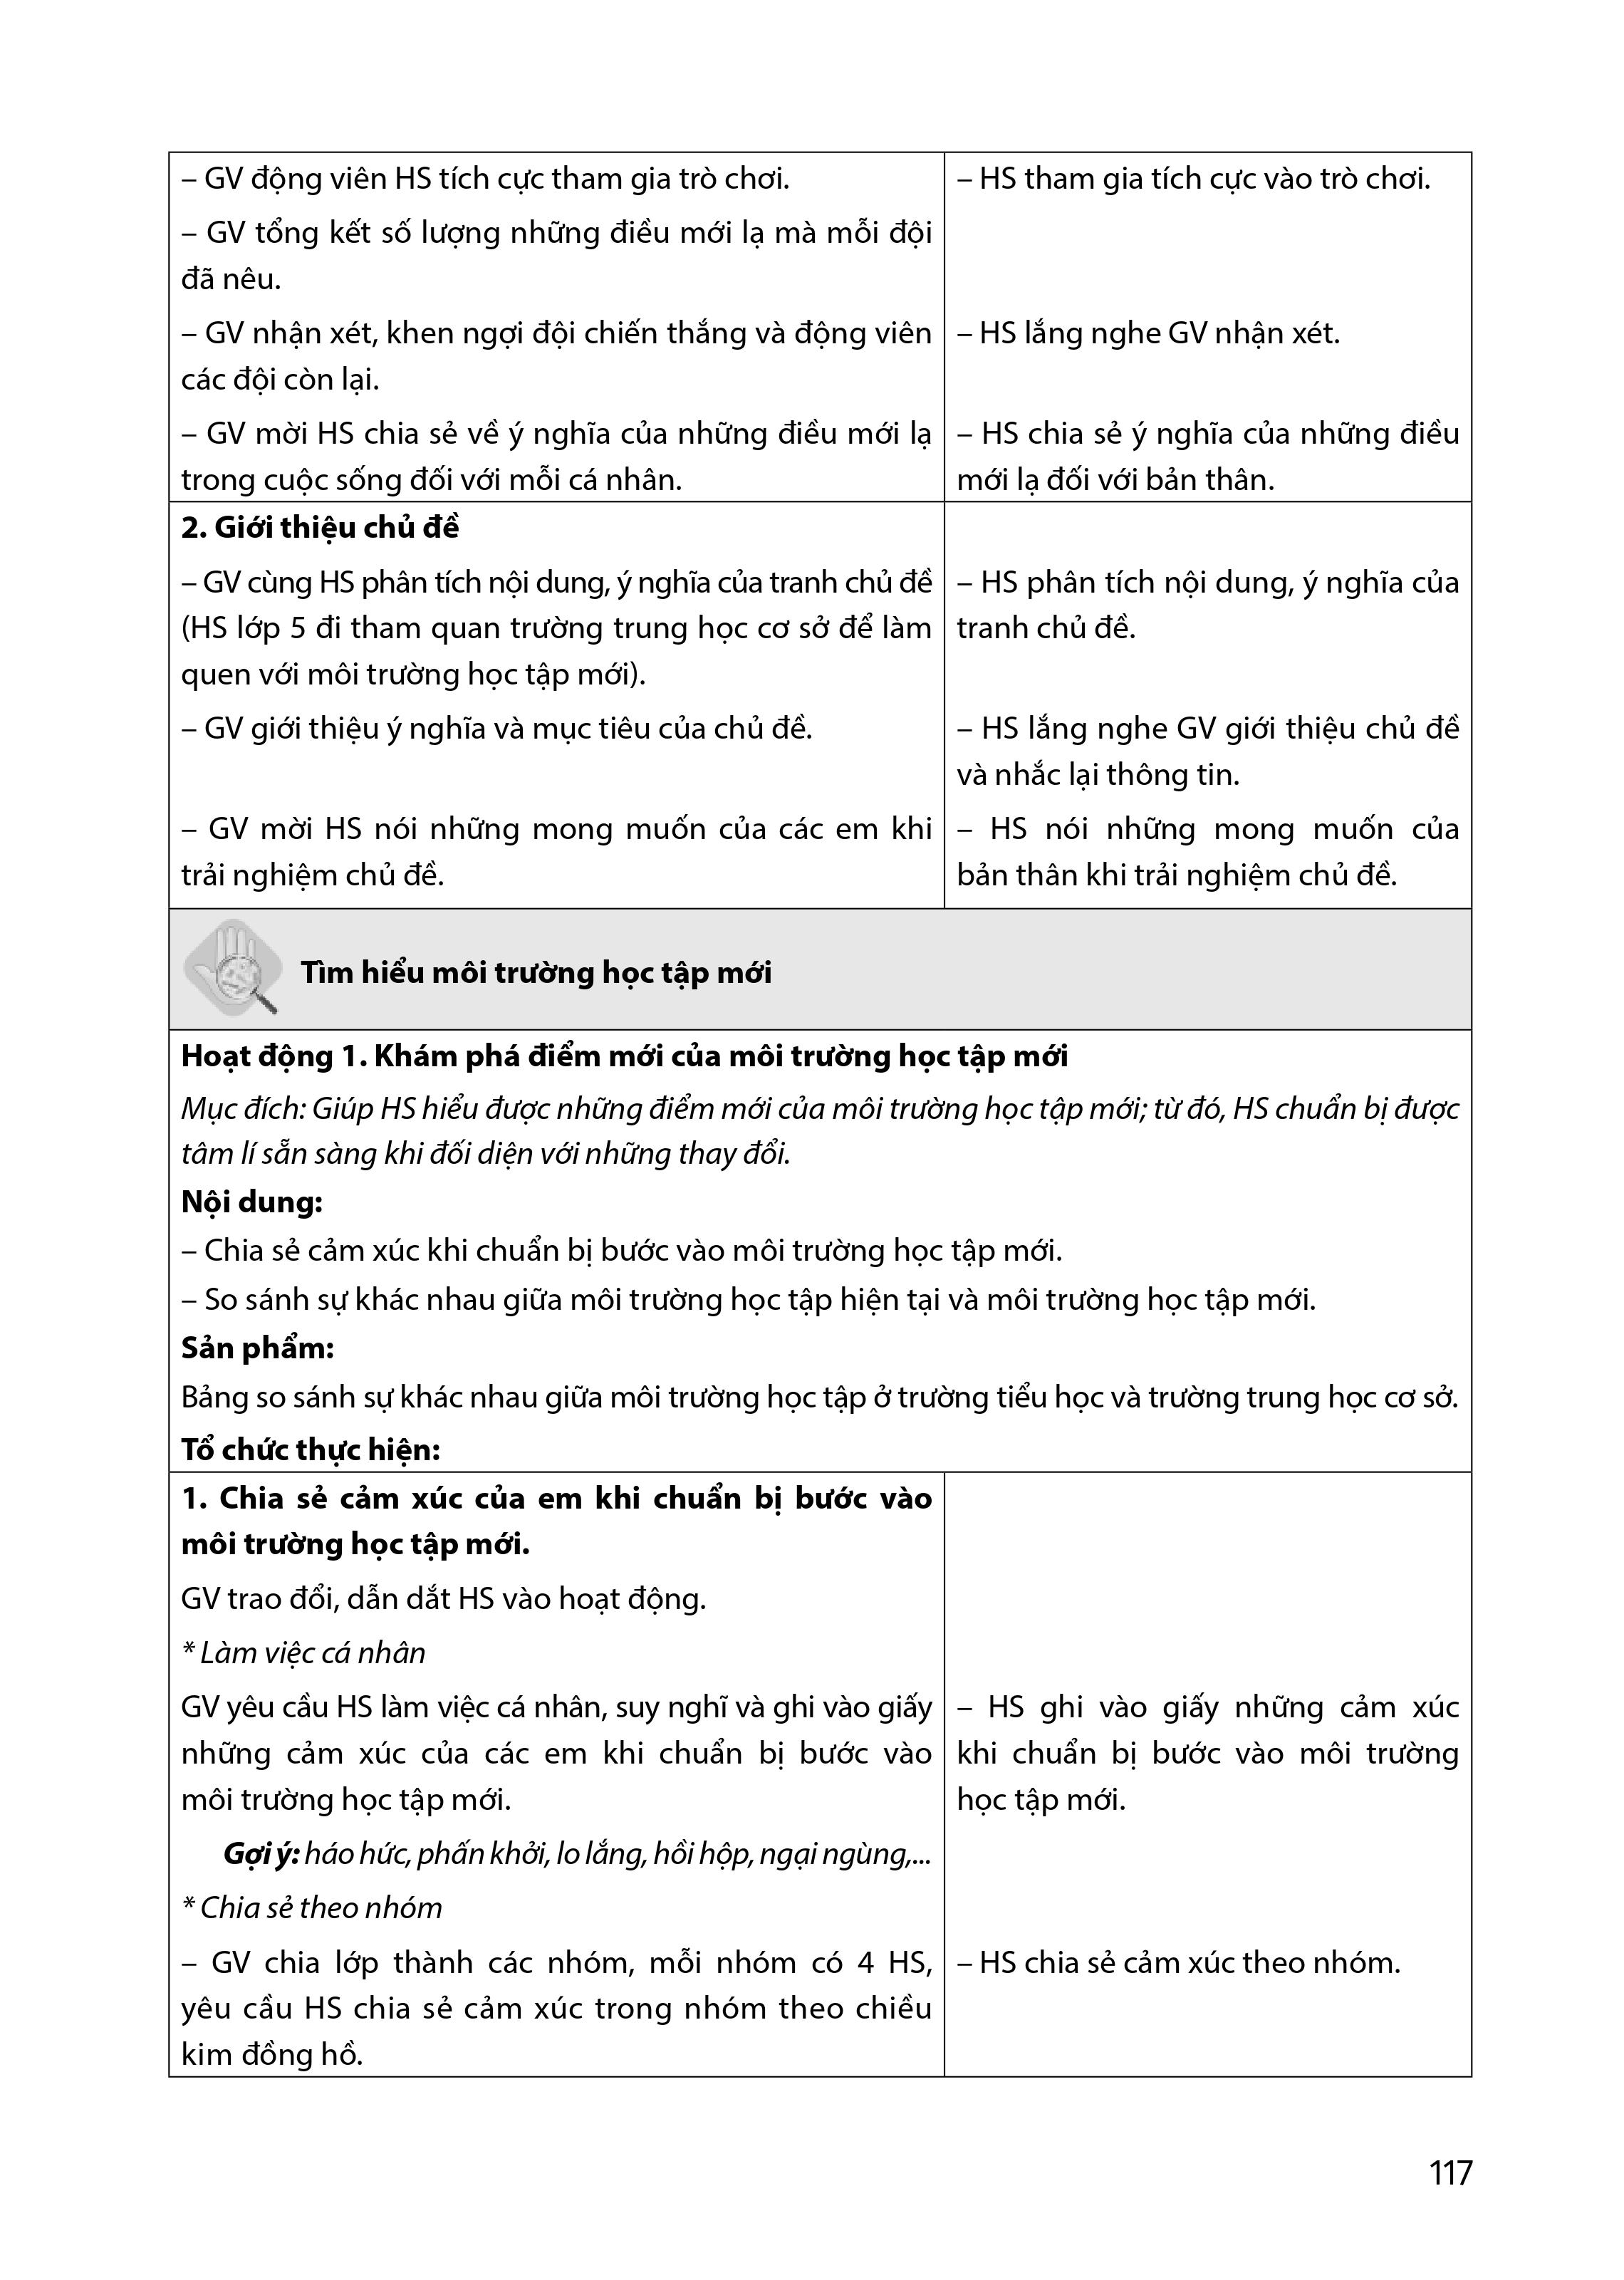 – GV động viên HS tích cực tham gia trò chơi.
– HS tham gia tích cực vào trò chơi.
– GV tổng kết số lượng những điều mới lạ mà mỗi đội
đã nêu.
– GV nhận xét, khen ngợi đội chiến thắng và động viên
các đội còn lại.
– HS lắng nghe GV nhận xét.
– GV mời HS chia sẻ về ý nghĩa của những điều mới lạ
trong cuộc sống đối với mỗi cá nhân.
– HS chia sẻ ý nghĩa của những điều
mới lạ đối với bản thân.
2. Giới thiệu chủ đề
– GV cùng HS phân tích nội dung, ý nghĩa của tranh chủ đề
(HS lớp 5 đi tham quan trường trung học cơ sở để làm
quen với môi trường học tập mới).
– HS phân tích nội dung, ý nghĩa của
tranh chủ đề.
– GV giới thiệu ý nghĩa và mục tiêu của chủ đề.
– HS lắng nghe GV giới thiệu chủ đề
và nhắc lại thông tin.
– GV mời HS nói những mong muốn của các em khi
trải nghiệm chủ đề.
– HS nói những mong muốn của
bản thân khi trải nghiệm chủ đề.
Tìm hiểu môi trường học tập mới
Hoạt động 1. Khám phá điểm mới của môi trường học tập mới
Mục đích: Giúp HS hiểu được những điểm mới của môi trường học tập mới; từ đó, HS chuẩn bị được
tâm lí sẵn sàng khi đối diện với những thay đổi.
Nội dung:
– Chia sẻ cảm xúc khi chuẩn bị bước vào môi trường học tập mới.
– So sánh sự khác nhau giữa môi trường học tập hiện tại và môi trường học tập mới.
Sản phẩm:
Bảng so sánh sự khác nhau giữa môi trường học tập ở trường tiểu học và trường trung học cơ sở.
Tổ chức thực hiện:
1. Chia sẻ cảm xúc của em khi chuẩn bị bước vào
môi trường học tập mới.
GV trao đổi, dẫn dắt HS vào hoạt động.
* Làm việc cá nhân
GV yêu cầu HS làm việc cá nhân, suy nghĩ và ghi vào giấy
những cảm xúc của các em khi chuẩn bị bước vào
môi trường học tập mới.
– HS ghi vào giấy những cảm xúc
khi chuẩn bị bước vào môi trường
học tập mới.
Gợi ý: háo hức, phấn khởi, lo lắng, hồi hộp, ngại ngùng,...
* Chia sẻ theo nhóm
– GV chia lớp thành các nhóm, mỗi nhóm có 4 HS,
yêu cầu HS chia sẻ cảm xúc trong nhóm theo chiều
kim đồng hồ.
– HS chia sẻ cảm xúc theo nhóm.
117